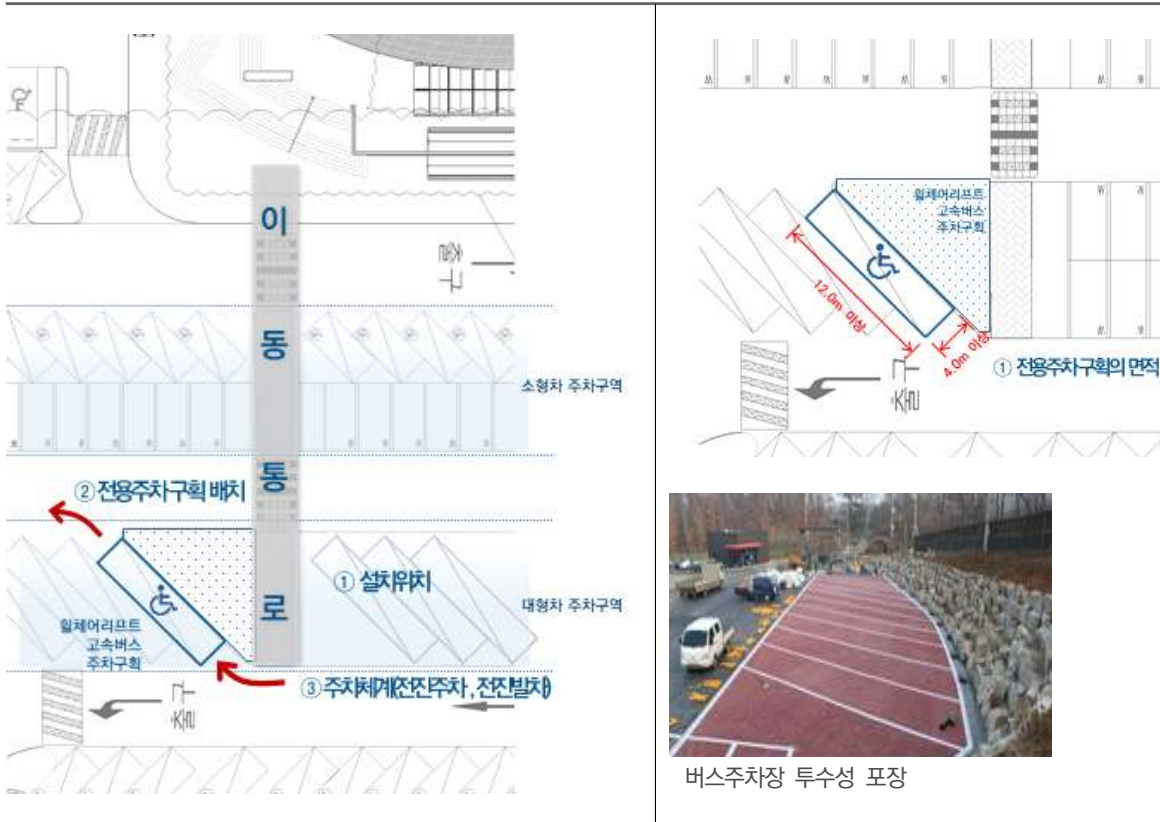 이
동
통
로
출구
소형차 주차구역
② 전용주차구획 배치
① 설치위치
대형차 주차구역
휠체어리프트
고속버스
주차구획
③ 주차체계(전진주차, 전진발차)
출구
휠체어리프트
고속버스
주차구획
12.0m 이상
4.0m 이상
① 전용주차구획의 면적
출구
버스주차장 투수성 포장